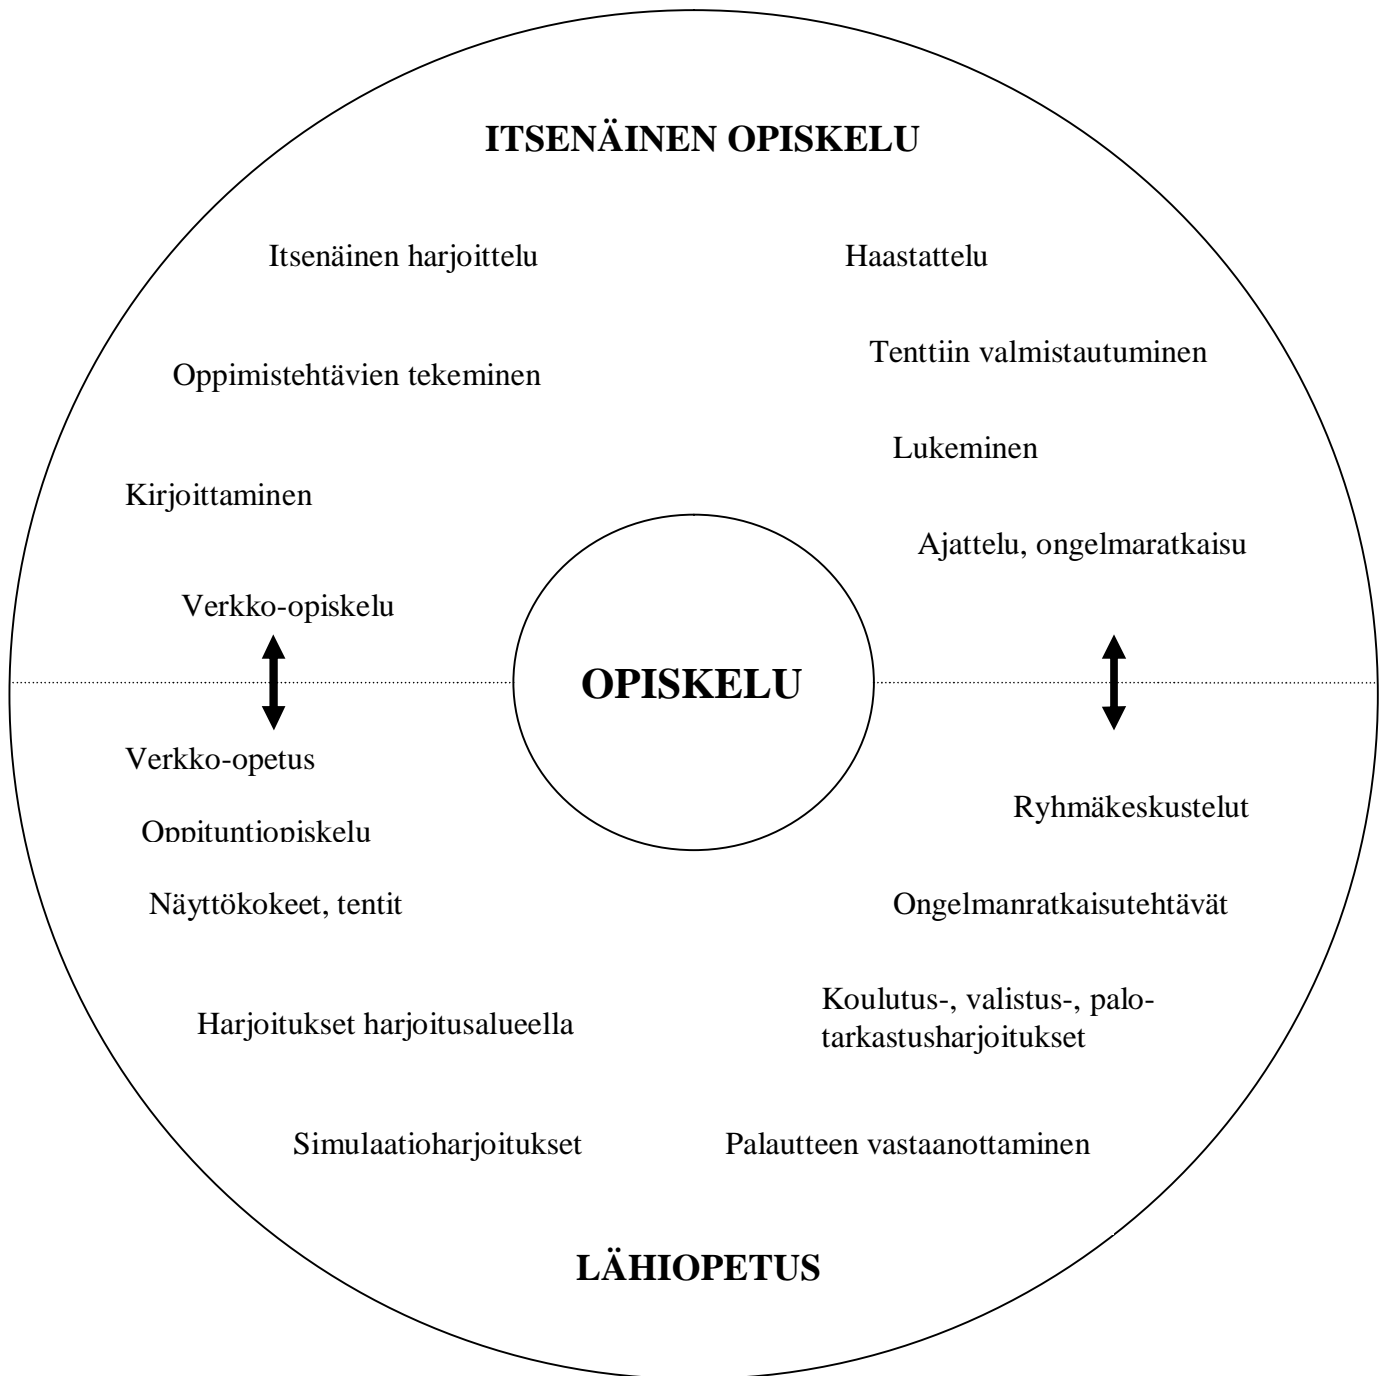 ITSENÄINEN OPISKELU
Itsenäinen harjoittelu
Haastattelu
Tenttiin valmistautuminen
Oppimistehtävien tekeminen
Lukeminen
Kirjoittaminen
Ajattelu, ongelmaratkaisu
Verkko-opiskelu
OPISKELU
Verkko-opetus
Ryhmäkeskustelut
Oppituntiopiskelu
Näyttökokeet, tentit
Ongelmanratkaisutehtävät
Koulutus-, valistus-, palo-
tarkastusharjoitukset
Harjoitukset harjoitusalueella
Simulaatioharjoitukset
Palautteen vastaanottaminen
LÄHIOPETUS